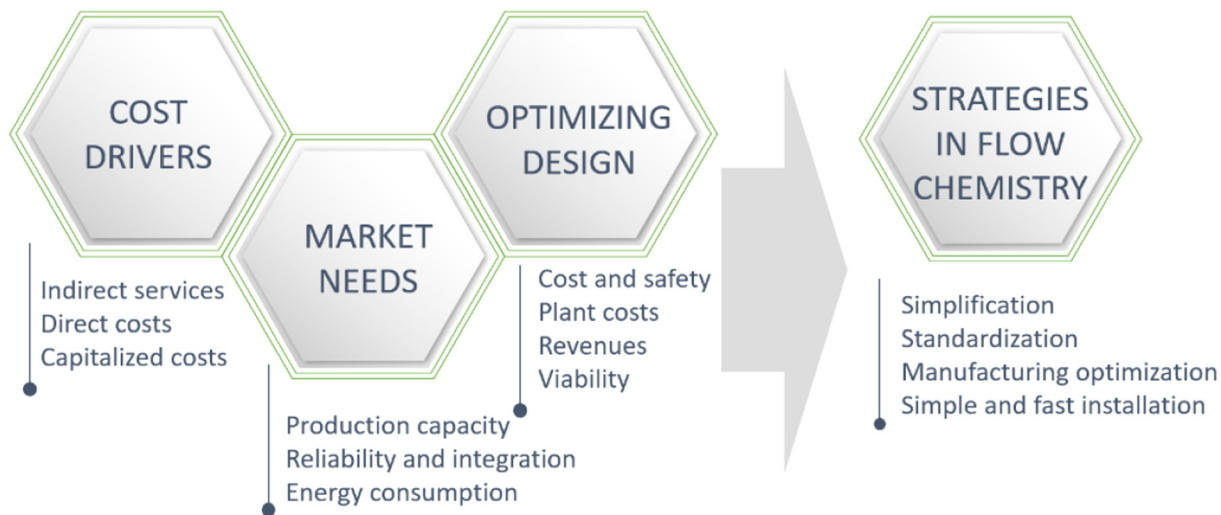 COST
DRIVERS
Indirect services
Direct costs
Capitalized costs
MARKET
NEEDS
Production capacity
Reliability and integration
Energy consumption
OPTIMIZING
DESIGN
Cost and safety
Plant costs
Revenues
Viability
STRATEGIES
IN FLOW
CHEMISTRY
Simplification
Standardization
Manufacturing optimization
Simple and fast installation